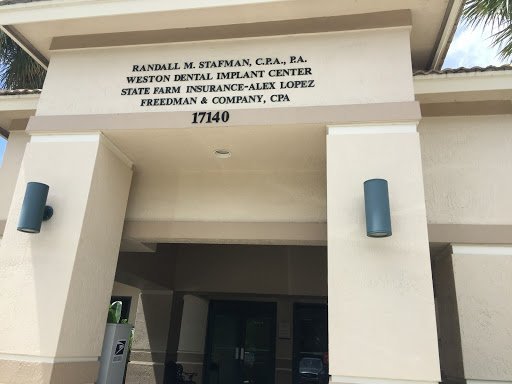 RANDALL M. STAFMAN, C.P.A., P.A.
WESTON DENTAL IMPLANT CENTER
STATE FARM INSURANCE-ALEX LOPEZ
FREEDMAN & COMPANY, CPA
17140